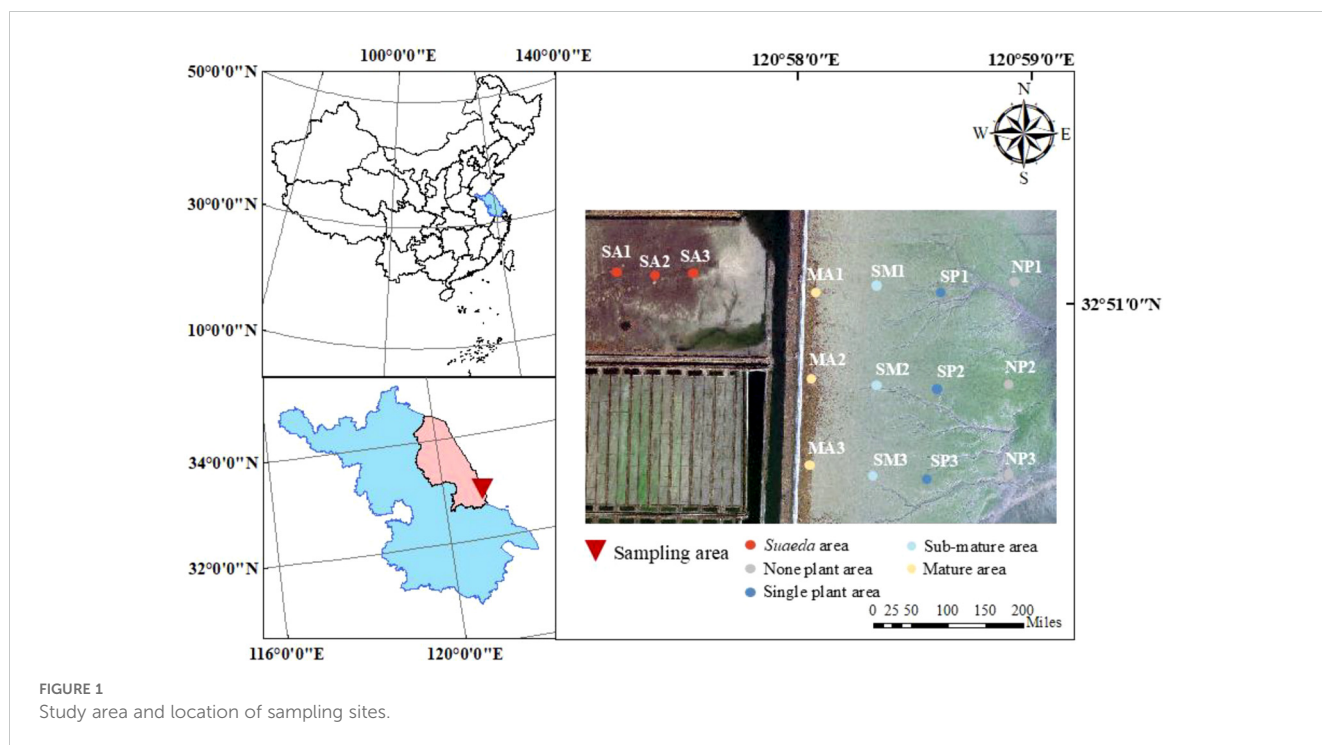 100°0'0"E
140°0'0"E
120°58'0"E
120°59'0"E
50°0'0"N
30°0'0"N
10°0'0"N
N
W
E
S
32°51'0"N
SA1
SA2
SA3
MA1
SM1
SP1
NP1
MA2
SM2
SP2
NP2
MA3
SM3
SP3
NP3
34°0'0"N
32°0'0"N
116°0'0"E
120°0'0"E
Sampling area
Suaeda area
None plant area
Single plant area
Sub-mature area
Mature area
0 25 50 100 150 200
Miles
FIGURE 1
Study area and location of sampling sites.